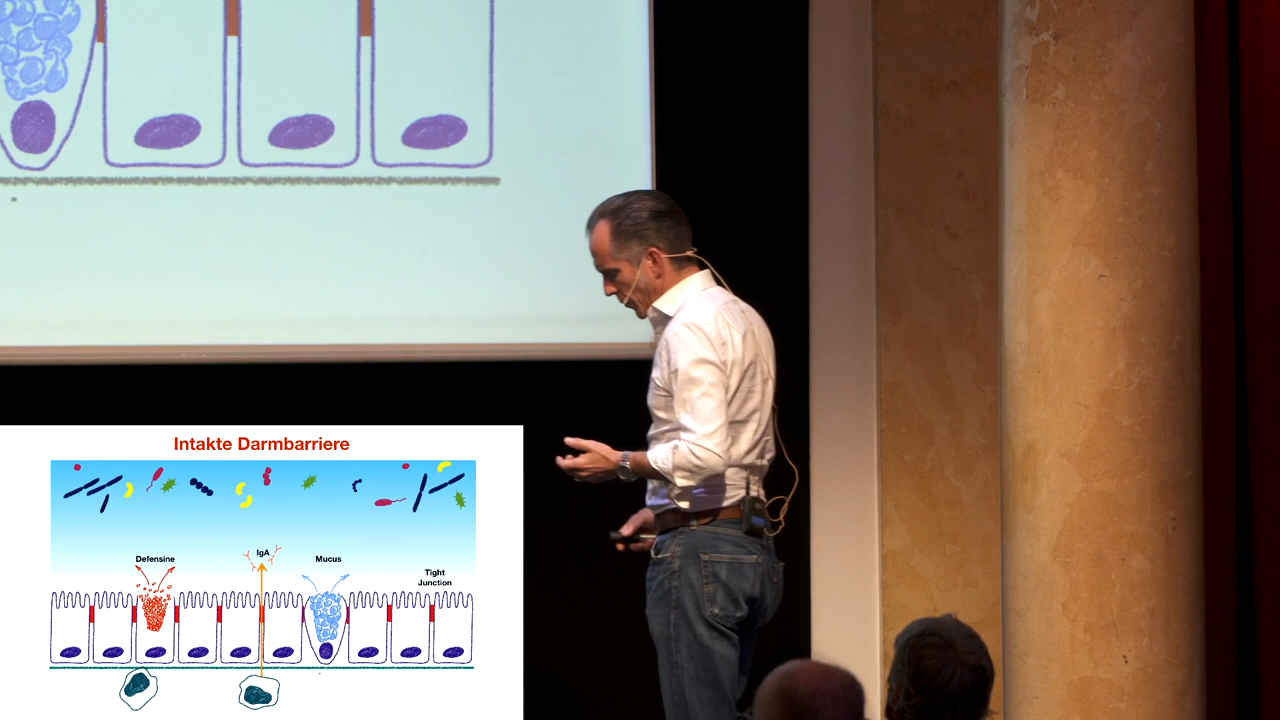 Intakte Darmbarriere
Defensine
IgA
Mucus
Tight
Junction